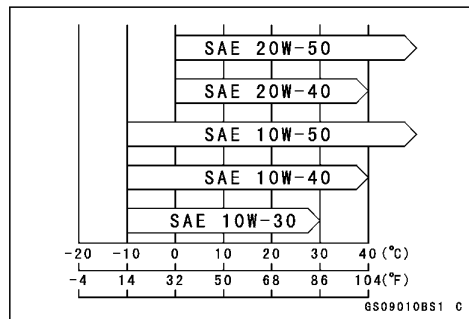 SAE 20W-50
SAE 20W-40
SAE 10W-50
SAE 10W-40
SAE 10W-30
-20 -10 0 10 20 30 40 (°C)
-4 14 32 50 68 86 104 (°F)
GS09010BS1 C